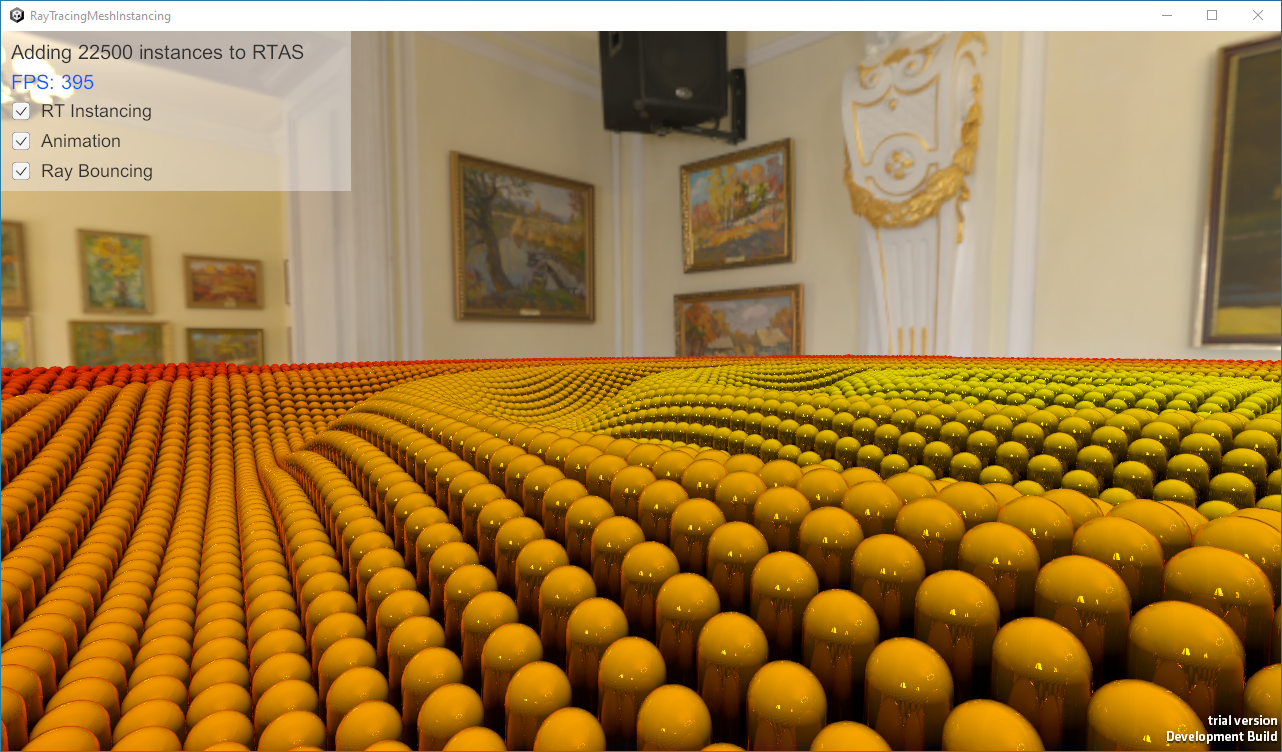 RayTracingMeshInstancing
Adding 22500 instances to RTAS
FPS: 395
RT Instancing
Animation
Ray Bouncing
trial version
Development Build